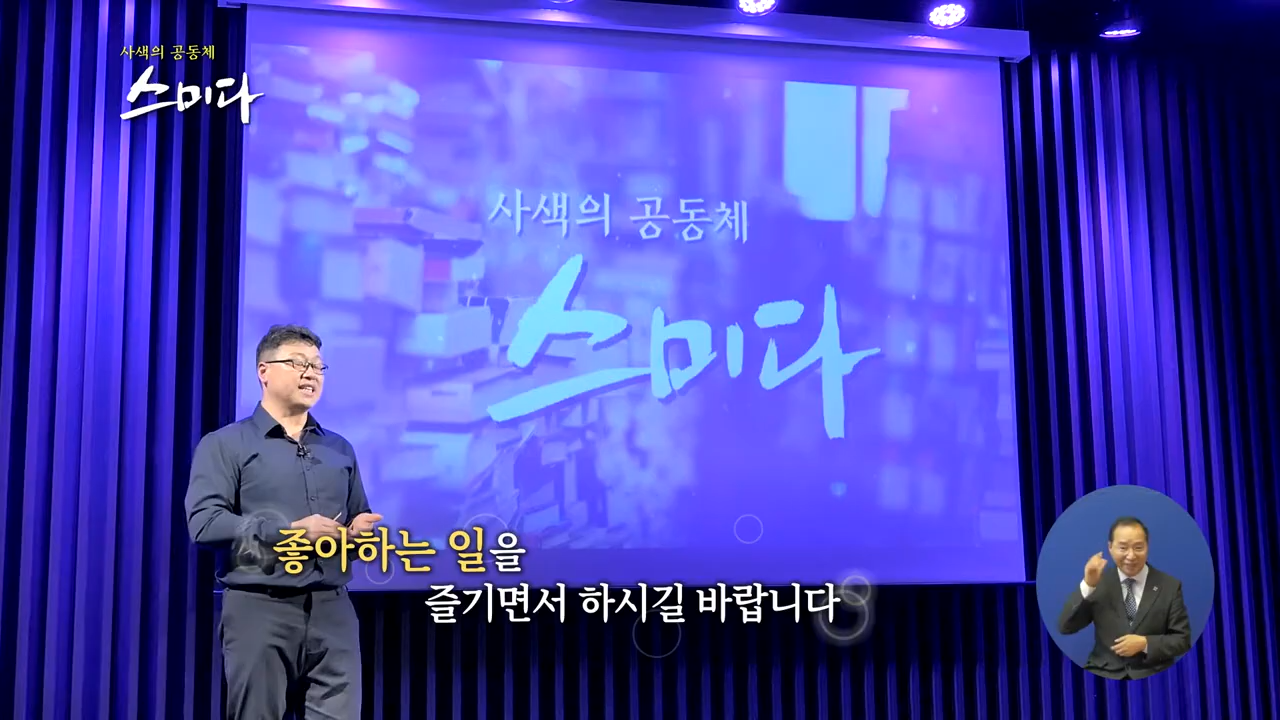 사색의 공동체
스미다
사색의 공동체
스미다
좋아하는 일을
즐기면서 하시길 바랍니다